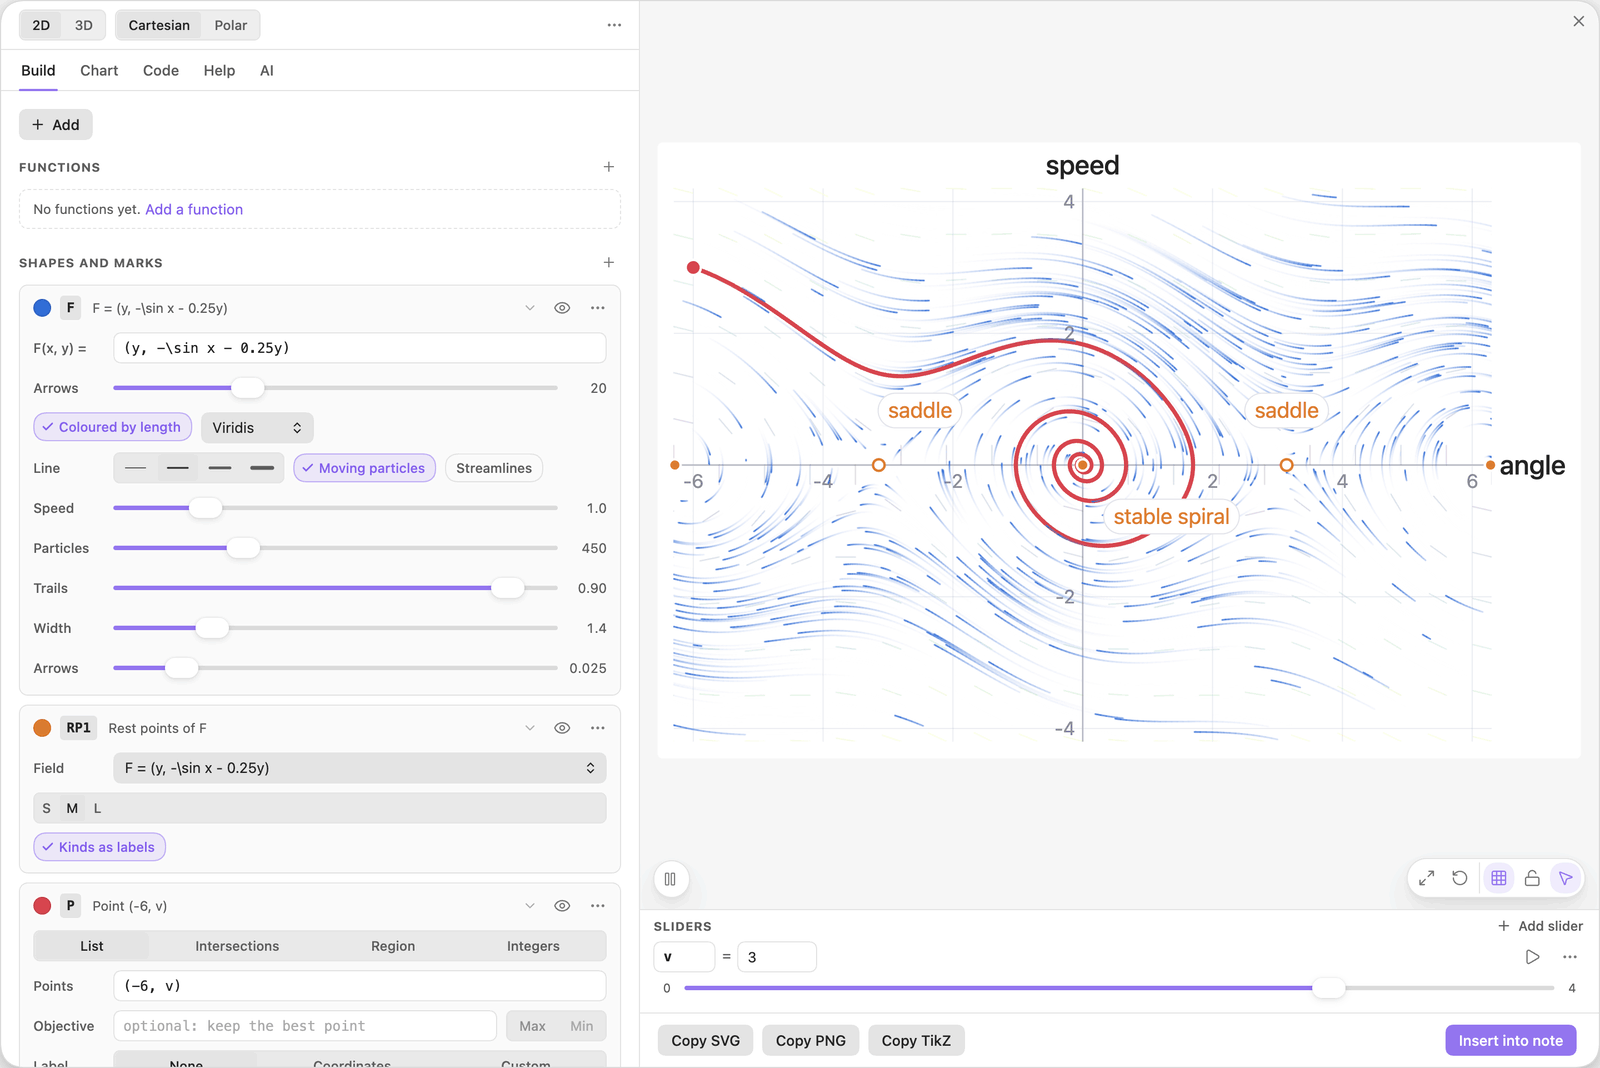 2D 3D Cartesian Polar
Build Chart Code Help AI
+ Add
FUNCTIONS
No functions yet. Add a function
SHAPES AND MARKS
F F = (y, -\sin x - 0.25y)
F(x, y) = (y, -\sin x - 0.25y)
Arrows 20
Coloured by length Viridis
Line Moving particles Streamlines
Speed 1.0
Particles 450
Trails 0.90
Width 1.4
Arrows 0.025
RP1 Rest points of F
Field F = (y, -\sin x - 0.25y)
S M L
Kinds as labels
P Point (-6, v)
List Intersections Region Integers
Points (-6, v)
Objective optional: keep the best point Max Min
Label None Coordinates Custom
speed
4
2
saddle saddle
angle
-6 -4 -2 2 4 6
stable spiral
-2
-4
SLIDERS + Add slider
v = 3
0 4
Copy SVG Copy PNG Copy TikZ Insert into note